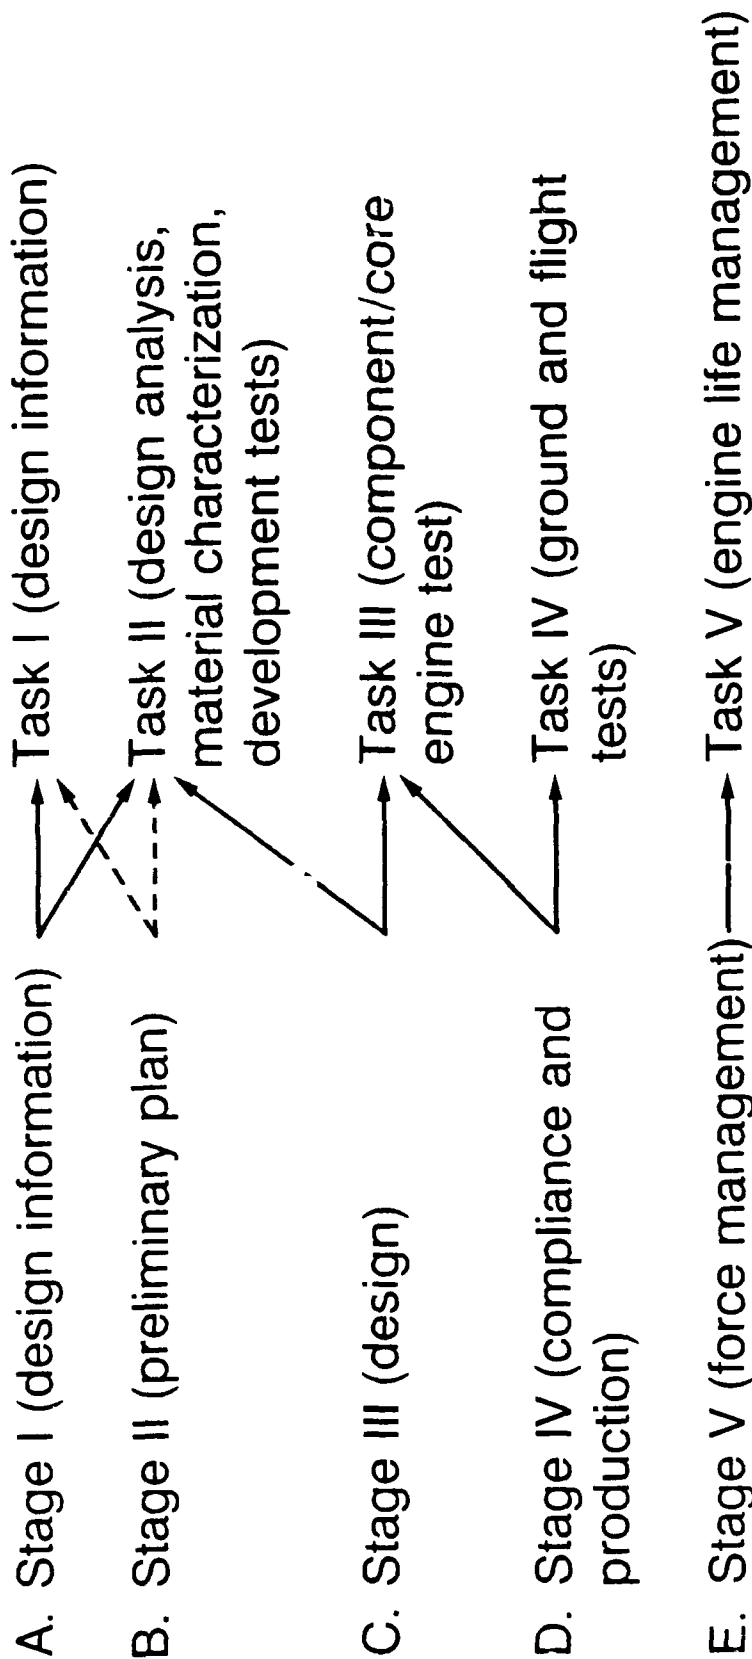 A. Stage I (design information)
Task I (design information)
B. Stage II (preliminary plan)
Task II (design analysis,
material characterization,
development tests)
C. Stage III (design)
Task III (component/core
engine test)
D. Stage IV (compliance and
production)
Task IV (ground and flight
tests)
E. Stage V (force management)
Task V (engine life management)